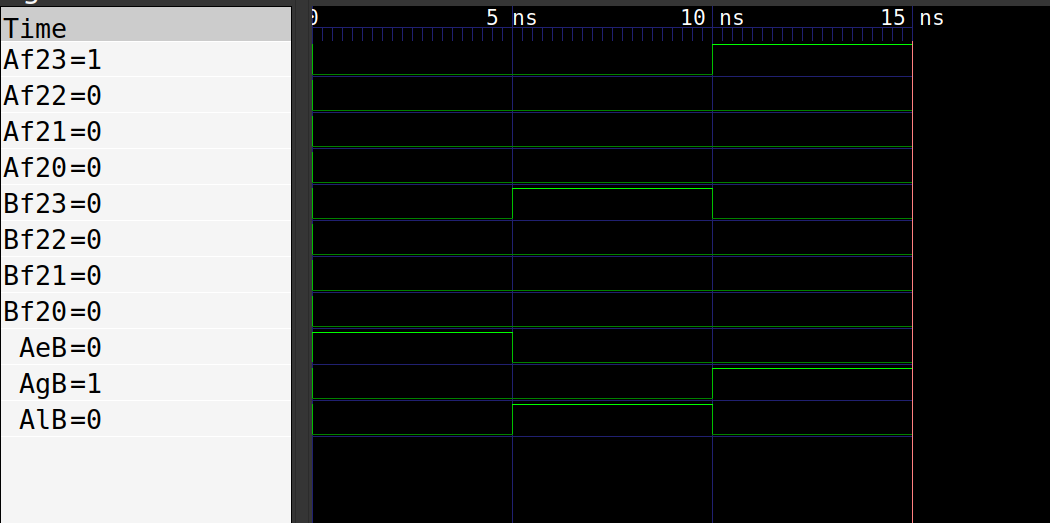 Time
0 5 ns 10 ns 15 ns
Af23=1
Af22=0
Af21=0
Af20=0
Bf23=0
Bf22=0
Bf21=0
Bf20=0
AeB=0
AgB=1
AlB=0